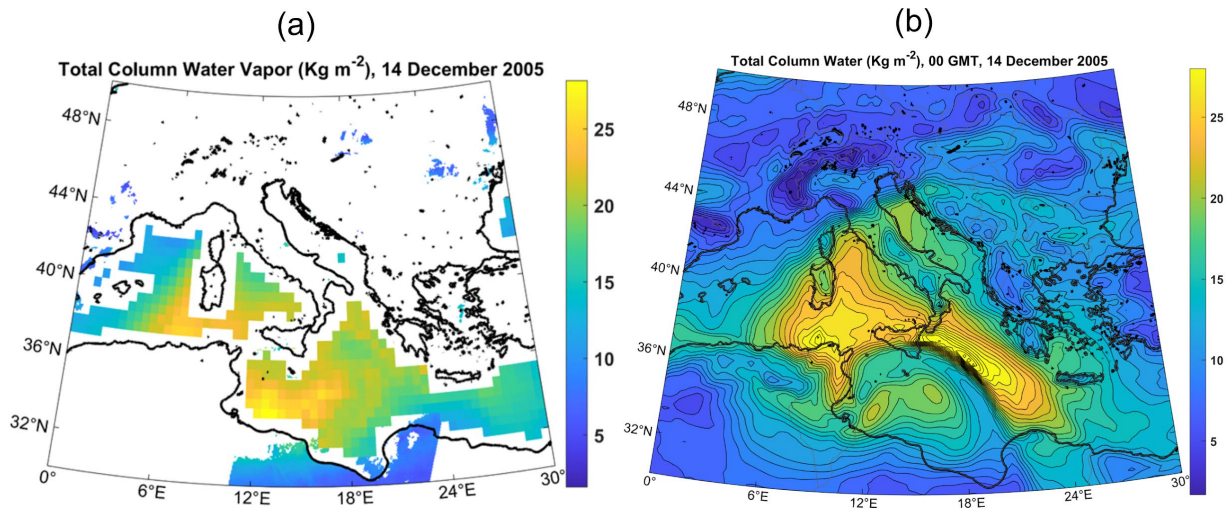 (a)
(b)
Total Column Water Vapor (Kg m-2), 14 December 2005
Total Column Water (Kg m-2), 00 GMT, 14 December 2005
48°N
44°N
40°N
36°N
32°N
0°
6°E
12°E
18°E
24°E
30°
25
20
15
10
5
48°N
44°N
40°N
36°N
32°N
0°
6°E
12°E
18°E
24°E
30°E
25
20
15
10
5